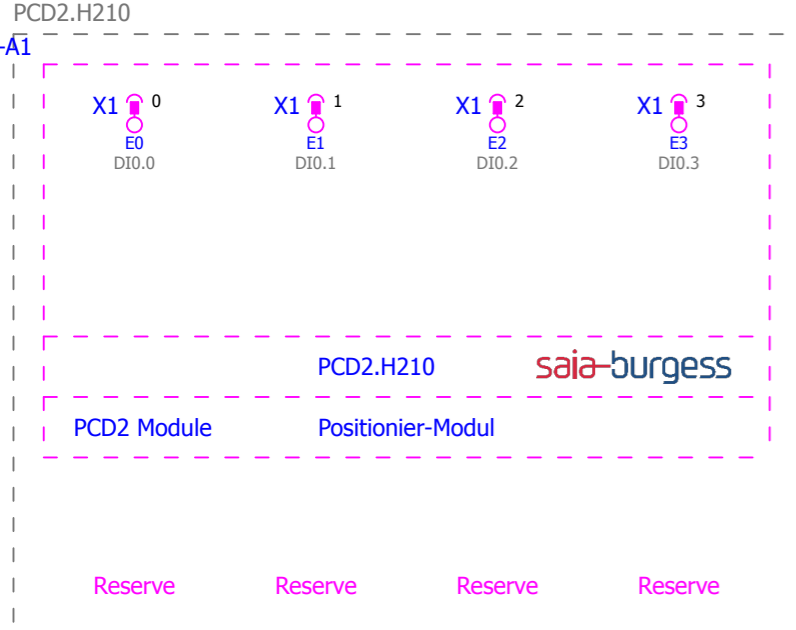 PCD2.H210
-A1
X1 0 X1 1 X1 2 X1 3
E0 E1 E2 E3
DI0.0 DI0.1 DI0.2 DI0.3
PCD2.H210 saia-burgess
PCD2 Module Positionier-Modul
Reserve Reserve Reserve Reserve